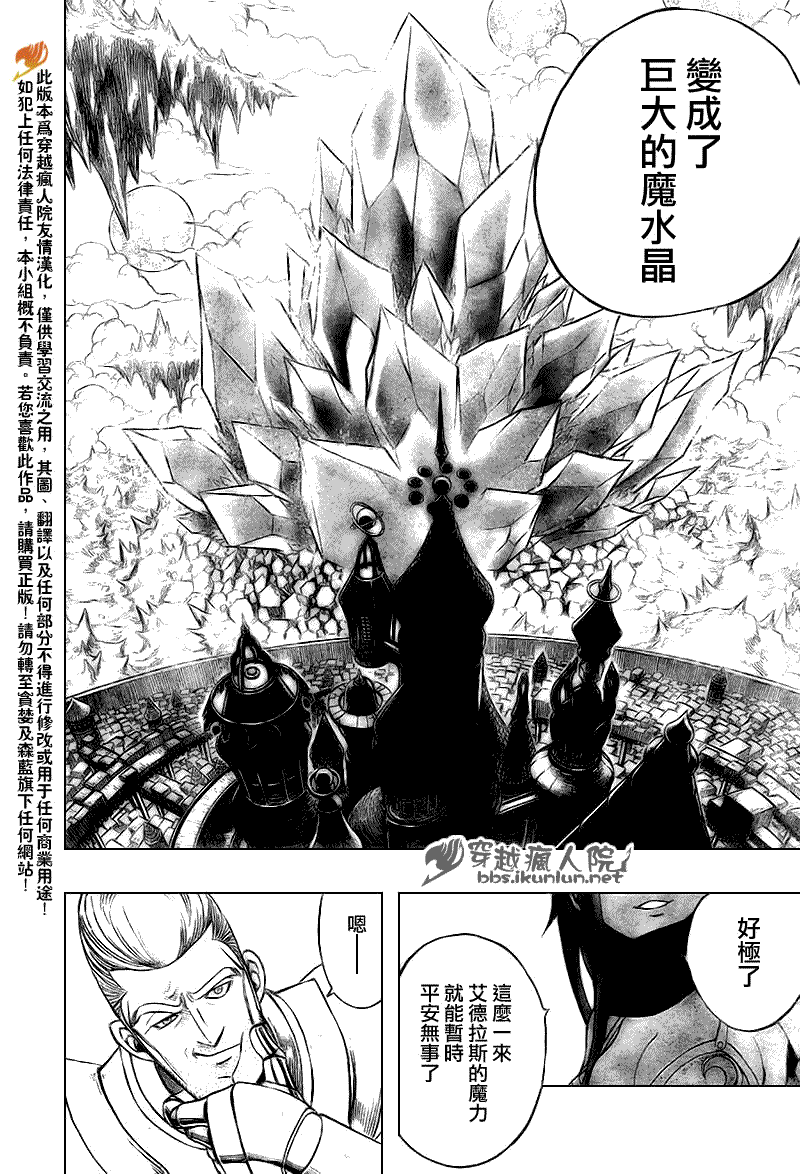 變成了
巨大的魔水晶
好極了
這麼一來
艾德拉斯的魔力
就能暫時
平安無事了
嗯—
穿越瘋人院
bbs.ikunlun.net
此版本爲穿越瘋人院友情漢化，僅供學習交流之用，其圖、翻譯以及任何部分不得進行修改或用于任何商業用途！
如犯上任何法律責任，本小組概不負責。若您喜歡此作品，請購買正版！請勿轉至貪婪及森藍旗下任何網站！